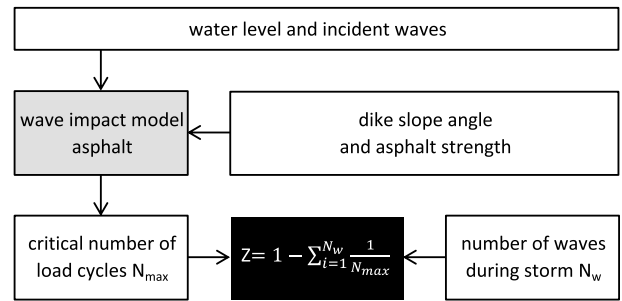 water level and incident waves
wave impact model
asphalt
dike slope angle
and asphalt strength
critical number of
load cycles N_max
Z= 1 − ∑_{i=1}^{N_w} 1/N_max
number of waves
during storm N_w